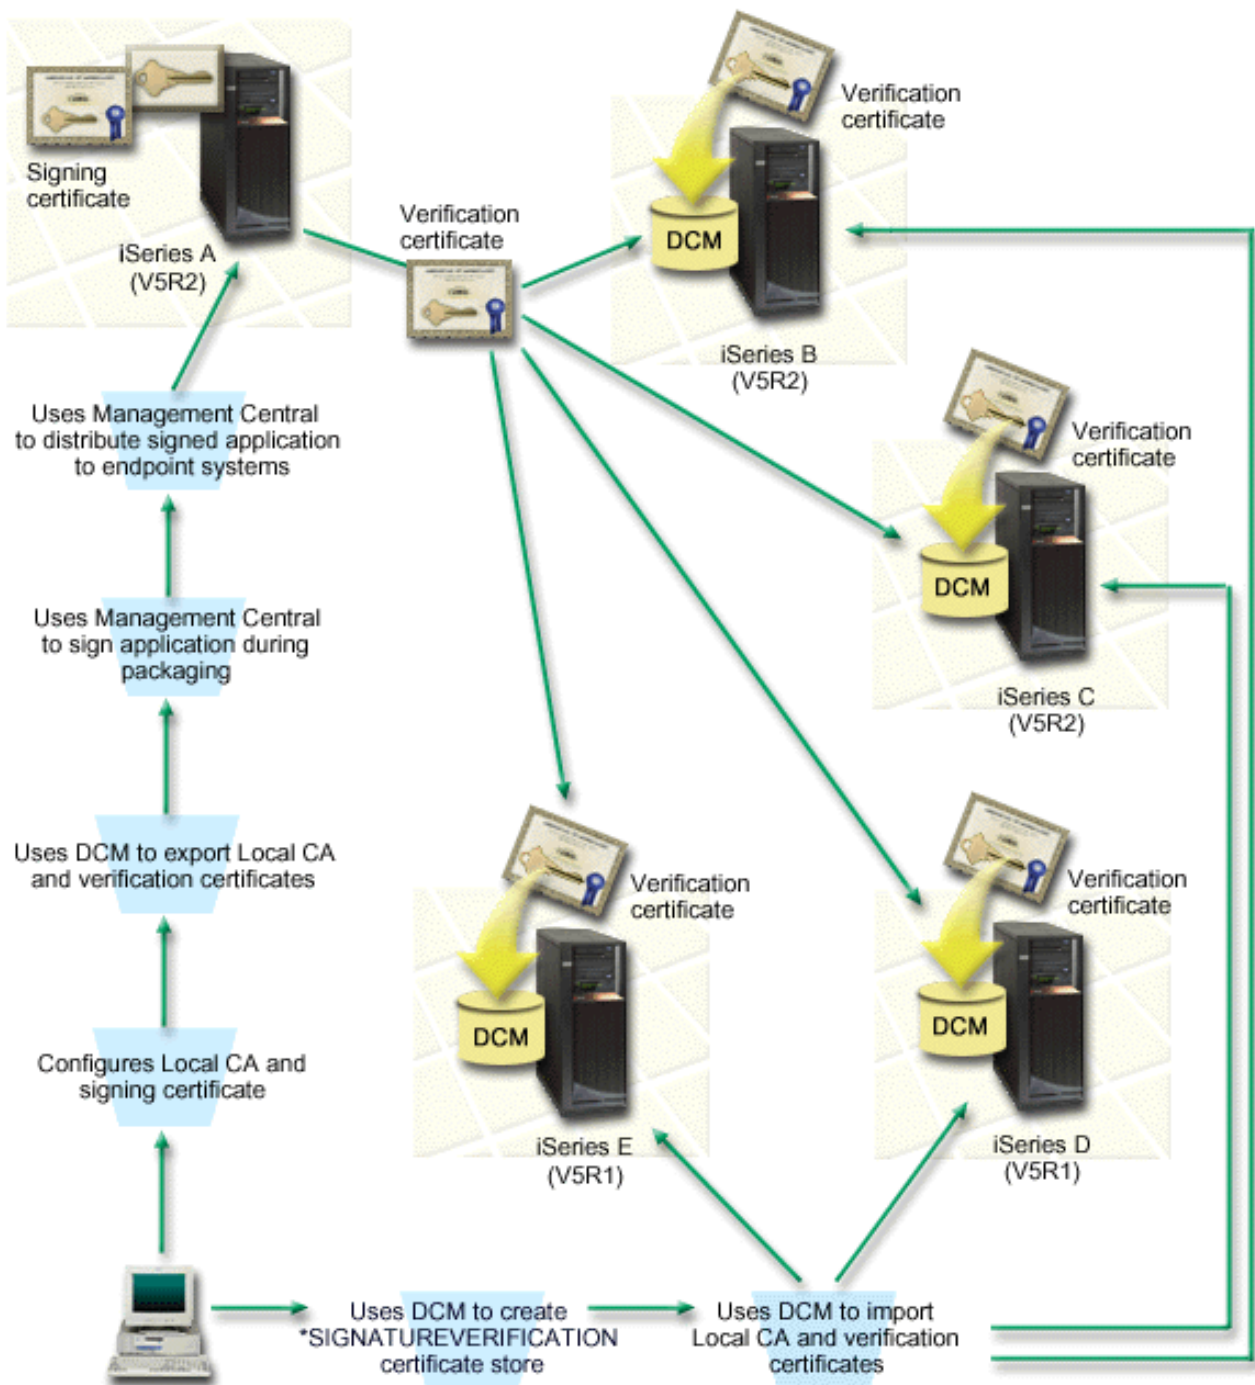 Signing
certificate
iSeries A
(V5R2)
Verification
certificate
Verification
certificate
DCM
iSeries B
(V5R2)
Verification
certificate
DCM
iSeries C
(V5R2)
Uses Management Central
to distribute signed application
to endpoint systems
Uses Management Central
to sign application during
packaging
Uses DCM to export Local CA
and verification certificates
Configures Local CA and
signing certificate
Verification
certificate
DCM
iSeries E
(V5R1)
Verification
certificate
DCM
iSeries D
(V5R1)
Uses DCM to create
*SIGNATUREVERIFICATION
certificate store
Uses DCM to import
Local CA and verification
certificates